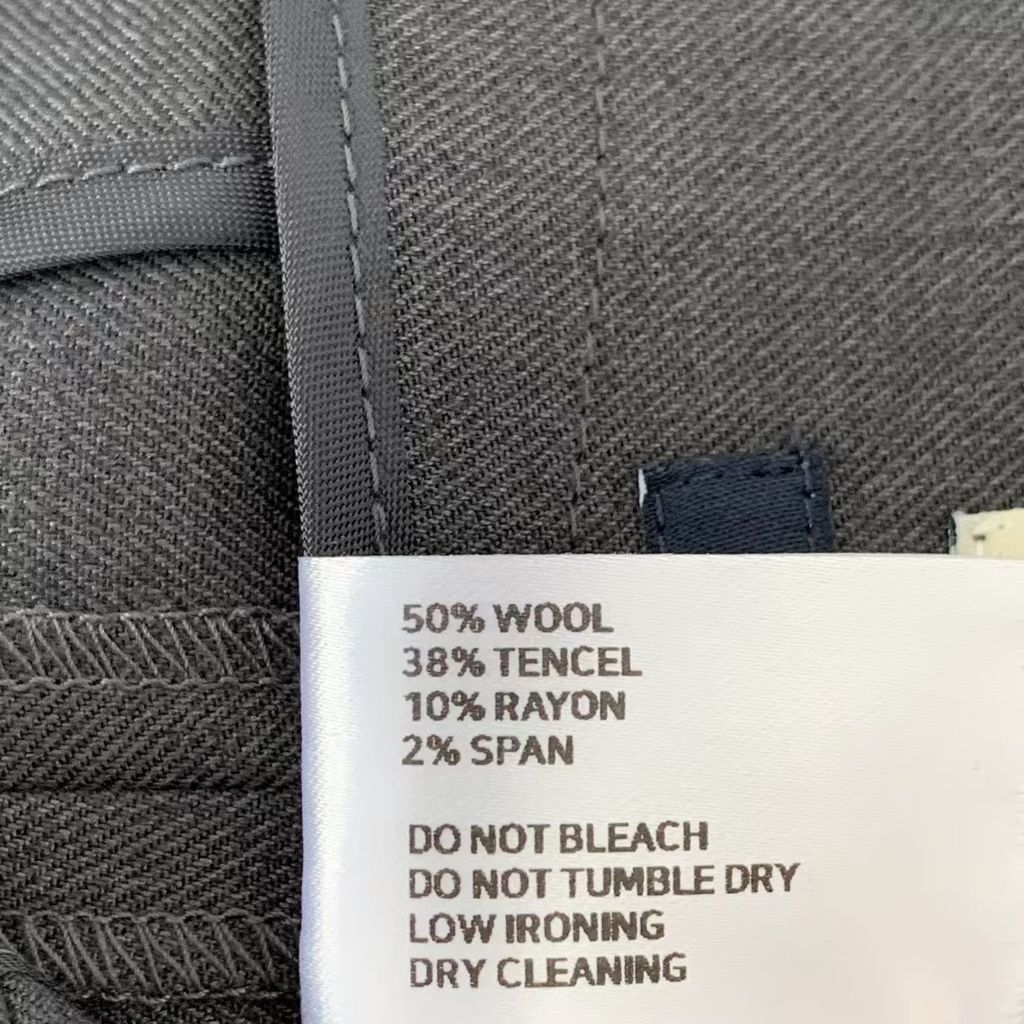 50% WOOL
38% TENCEL
10% RAYON
2% SPAN
DO NOT BLEACH
DO NOT TUMBLE DRY
LOW IRONING
DRY CLEANING